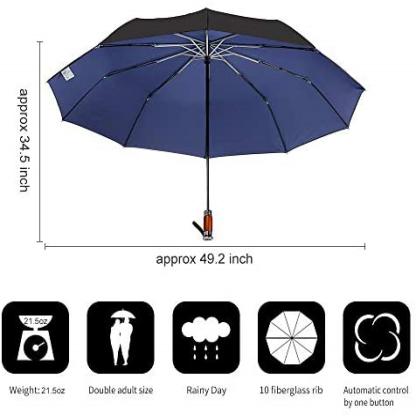 approx 34.5 inch
approx 49.2 inch
21.5oz
Weight: 21.5oz
Double adult size
Rainy Day
10 fiberglass rib
Automatic control
by one button